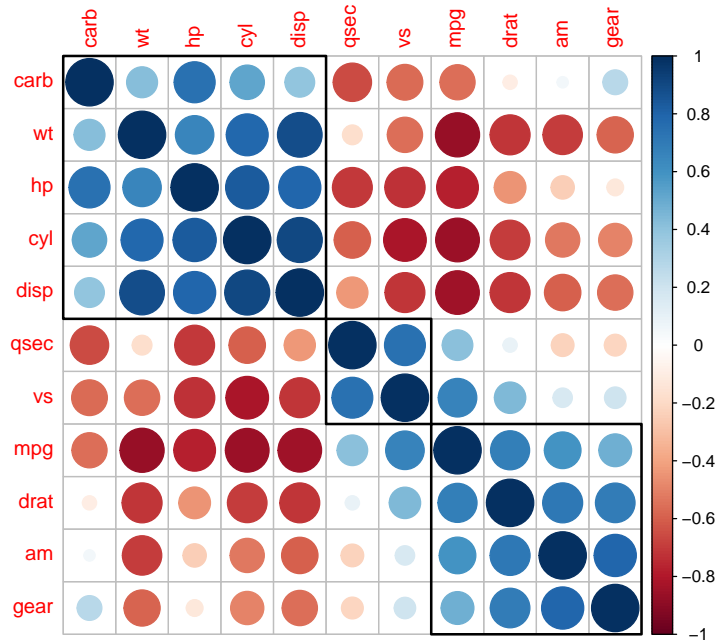 carb wt hp cyl disp qsec vs mpg drat am gear
carb
wt
hp
cyl
disp
qsec
vs
mpg
drat
am
gear
1
0.8
0.6
0.4
0.2
0
−0.2
−0.4
−0.6
−0.8
−1